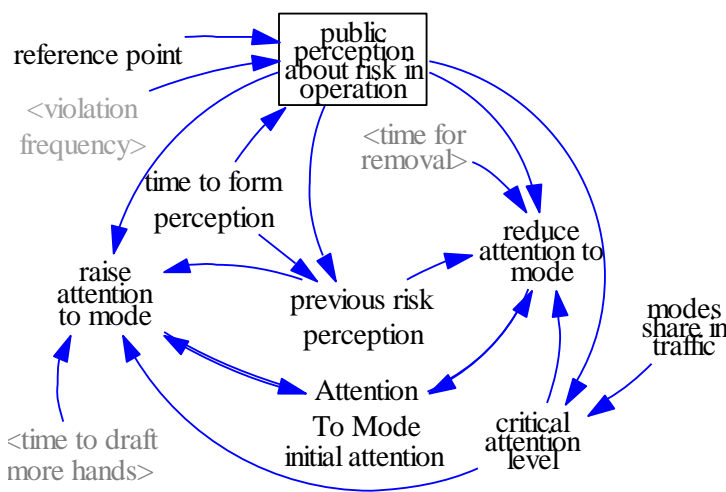 reference point
public
perception
about risk in
operation
<violation
frequency>
<time for
removal>
time to form
perception
reduce
attention to
mode
raise
attention
to mode
previous risk
perception
modes
share in
traffic
Attention
To Mode
initial attention
critical
attention
level
<time to draft
more hands>